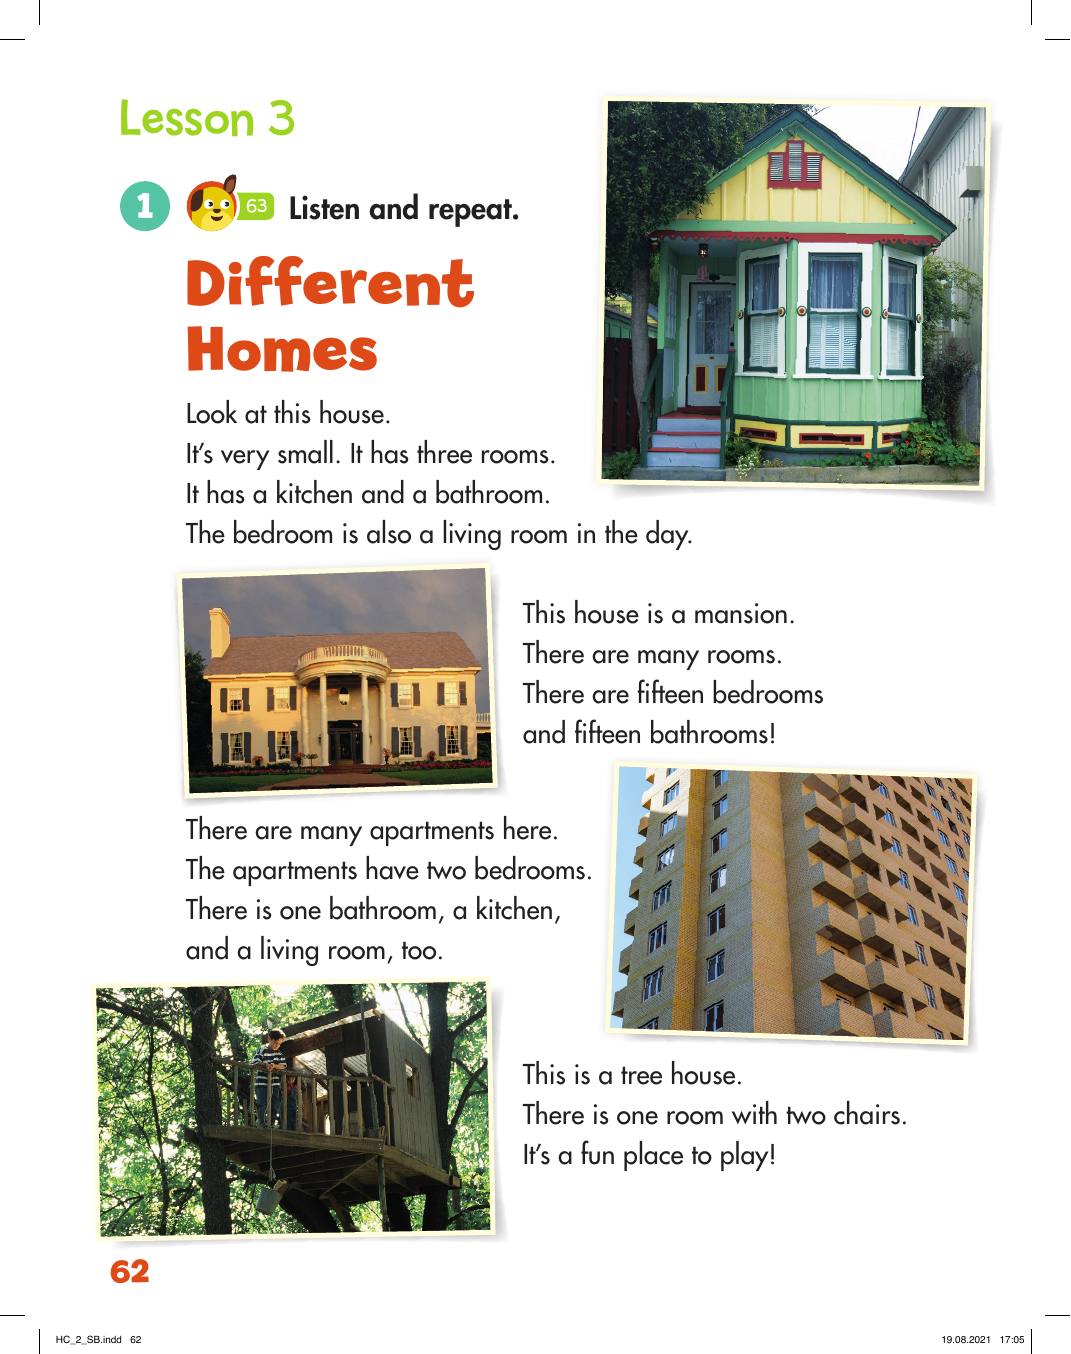 Lesson 3
1 63 Listen and repeat.
Different
Homes
Look at this house.
It's very small. It has three rooms.
It has a kitchen and a bathroom.
The bedroom is also a living room in the day.
This house is a mansion.
There are many rooms.
There are fifteen bedrooms
and fifteen bathrooms!
There are many apartments here.
The apartments have two bedrooms.
There is one bathroom, a kitchen,
and a living room, too.
This is a tree house.
There is one room with two chairs.
It's a fun place to play!
62
HC_2_SB.indd 62
19.08.2021 17:05